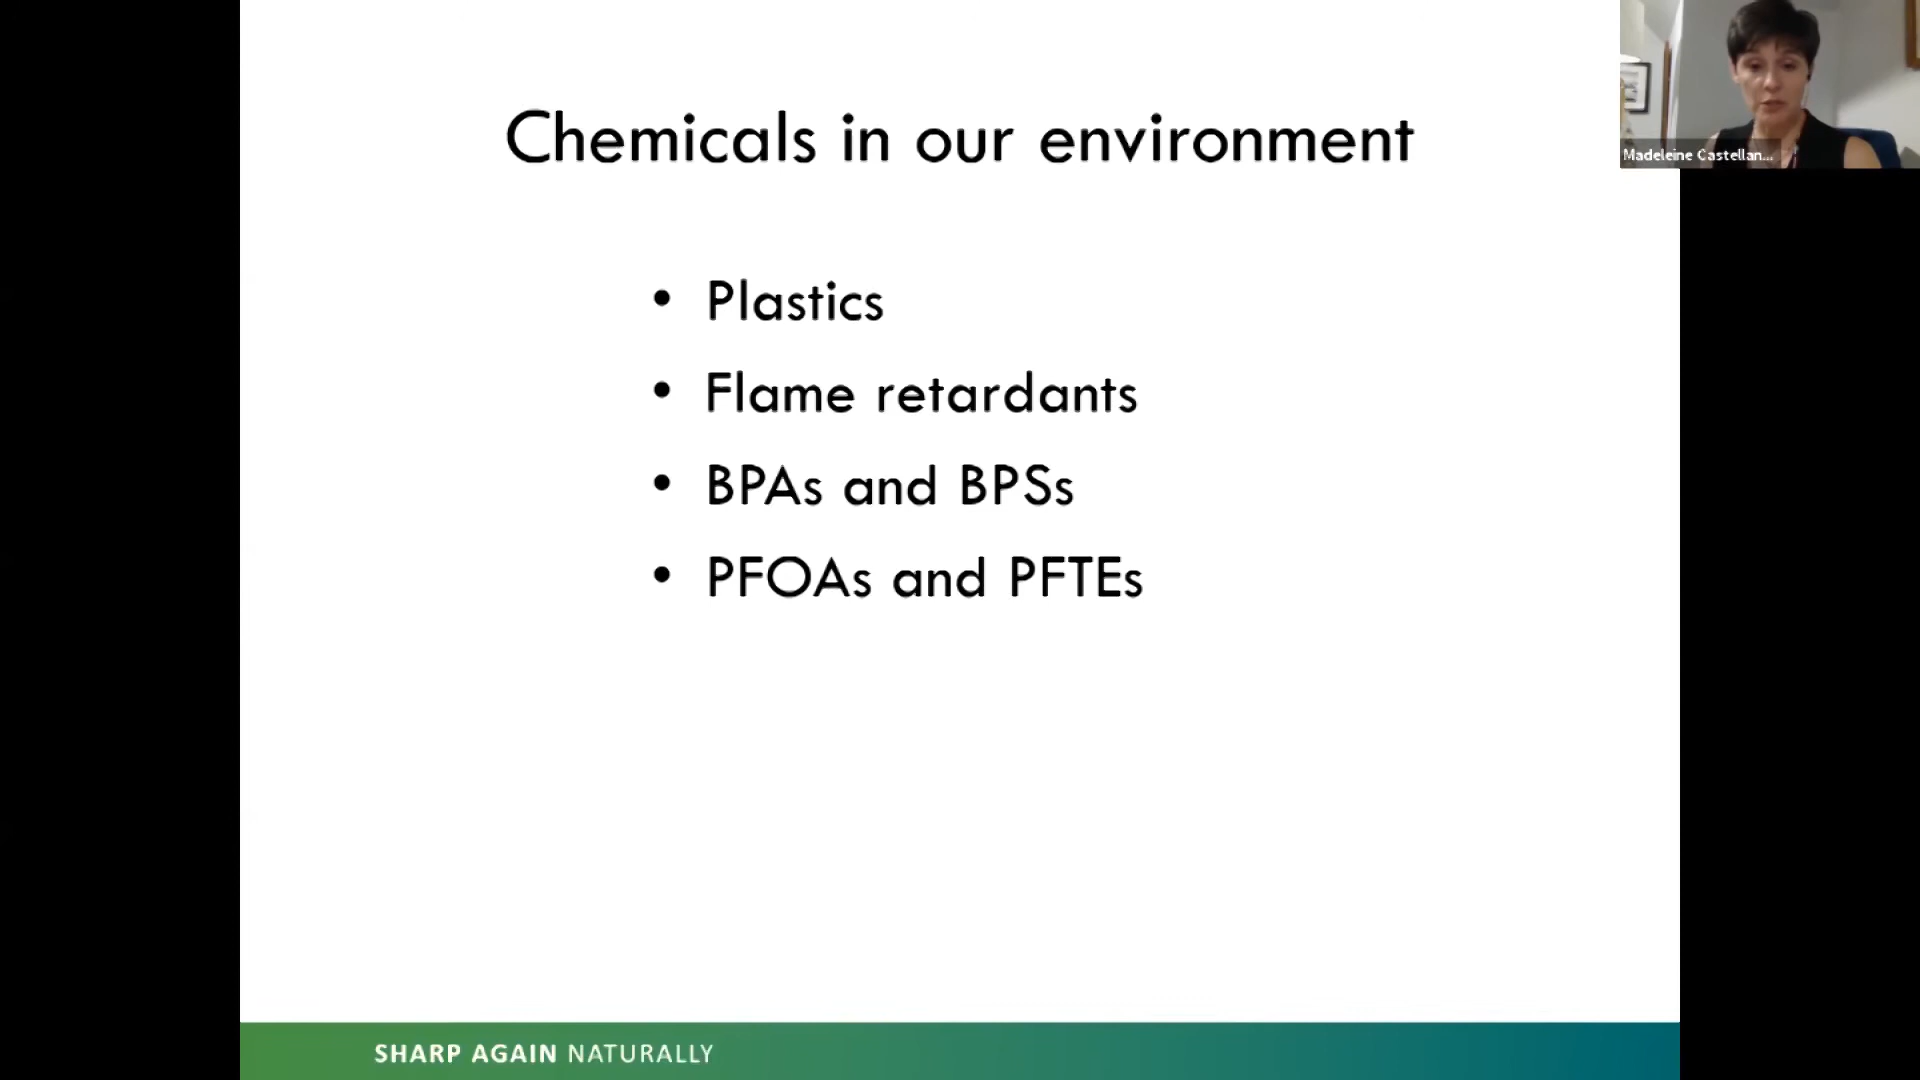 Chemicals in our environment
Madeleine Castellan...
• Plastics
• Flame retardants
• BPAs and BPSs
• PFOAs and PFTEs
SHARP AGAIN NATURALLY